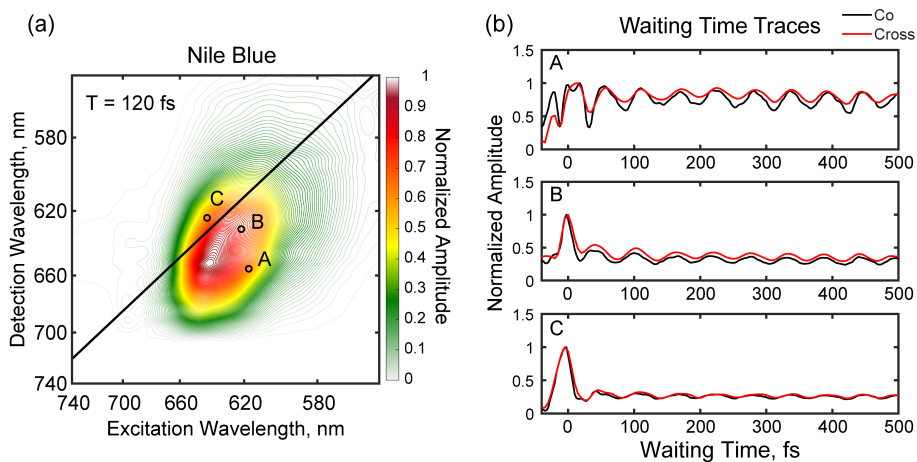 (a)
Nile Blue
T = 120 fs
C
B
A
580
620
660
700
740
740 700 660 620 580
Detection Wavelength, nm
Excitation Wavelength, nm
1
0.9
0.8
0.7
0.6
0.5
0.4
0.3
0.2
0.1
0
Normalized Amplitude
(b)
Waiting Time Traces
Co
Cross
A
1.5
1
0.5
0
0 100 200 300 400 500
B
1.5
1
0.5
0
0 100 200 300 400 500
C
1.5
1
0.5
0
0 100 200 300 400 500
Normalized Amplitude
Waiting Time, fs